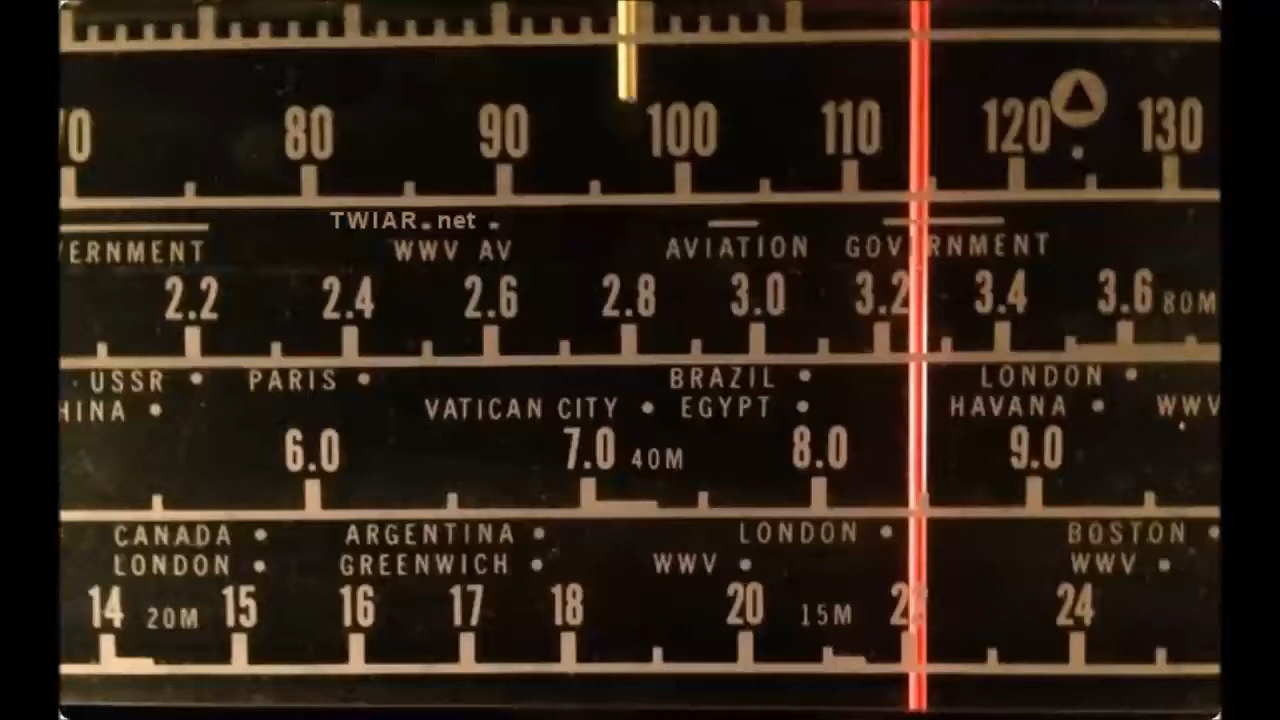 80 90 100 110 120 130
TWIAR.net
WWV AV AVIATION GOVERNMENT
2.2 2.4 2.6 2.8 3.0 3.2 3.4 3.6 80M
USSR PARIS BRAZIL LONDON
VATICAN CITY EGYPT HAVANA WWV
6.0 7.0 40M 8.0 9.0
CANADA ARGENTINA LONDON BOSTON
LONDON GREENWICH WWV WWV
14 20M 15 16 17 18 20 15M 24